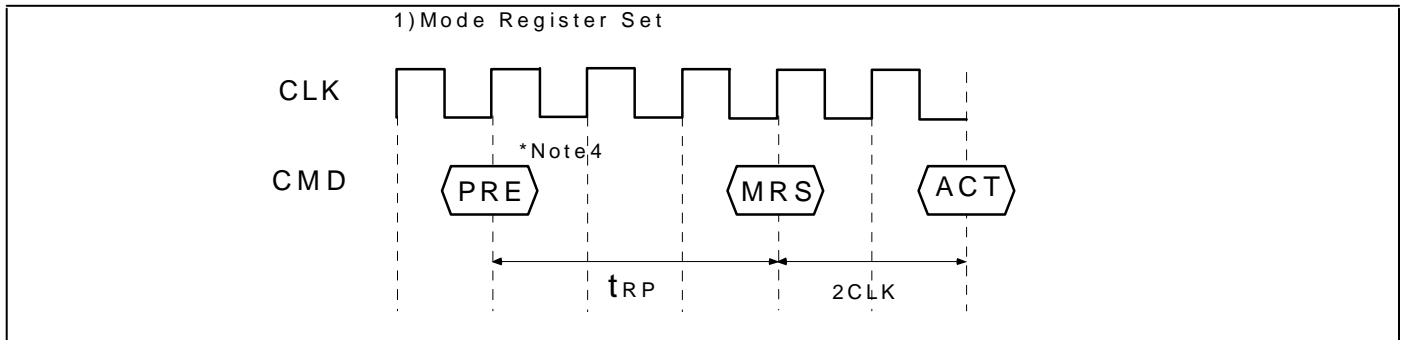 1)Mode Register Set
CLK
*Note4
CMD
PRE
MRS
ACT
tRP
2CLK